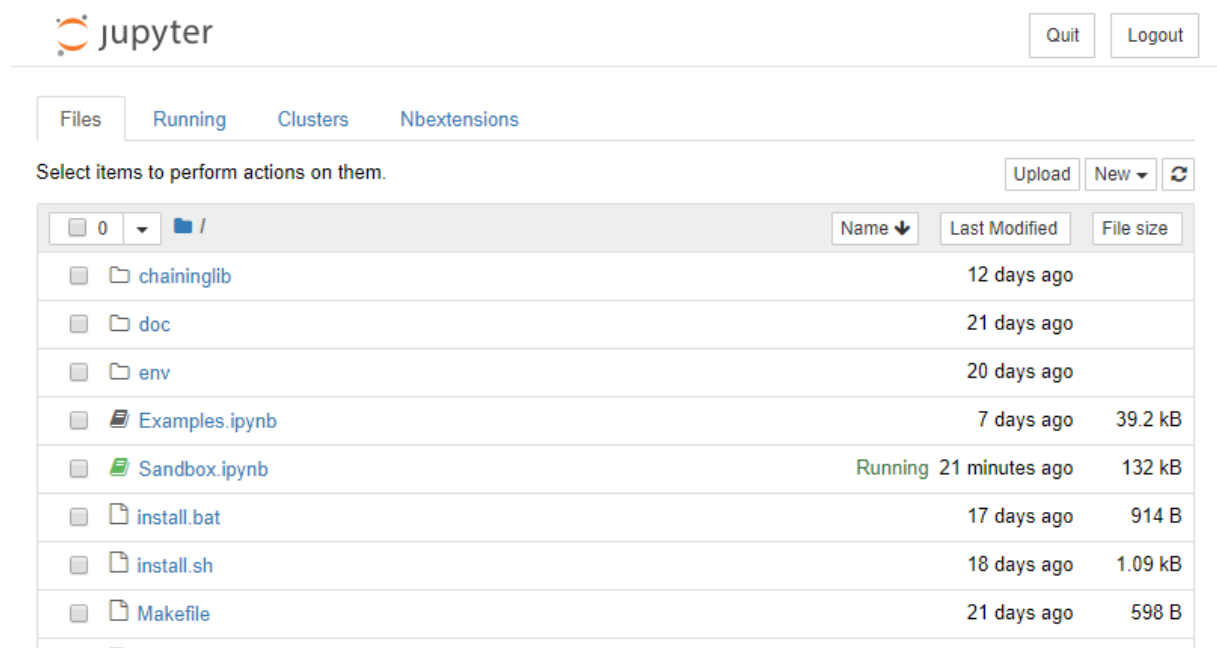 jupyter Quit Logout
Files Running Clusters Nbextensions
Select items to perform actions on them. Upload New
0 / Name Last Modified File size
chaininglib 12 days ago
doc 21 days ago
env 20 days ago
Examples.ipynb 7 days ago 39.2 kB
Sandbox.ipynb Running 21 minutes ago 132 kB
install.bat 17 days ago 914 B
install.sh 18 days ago 1.09 kB
Makefile 21 days ago 598 B